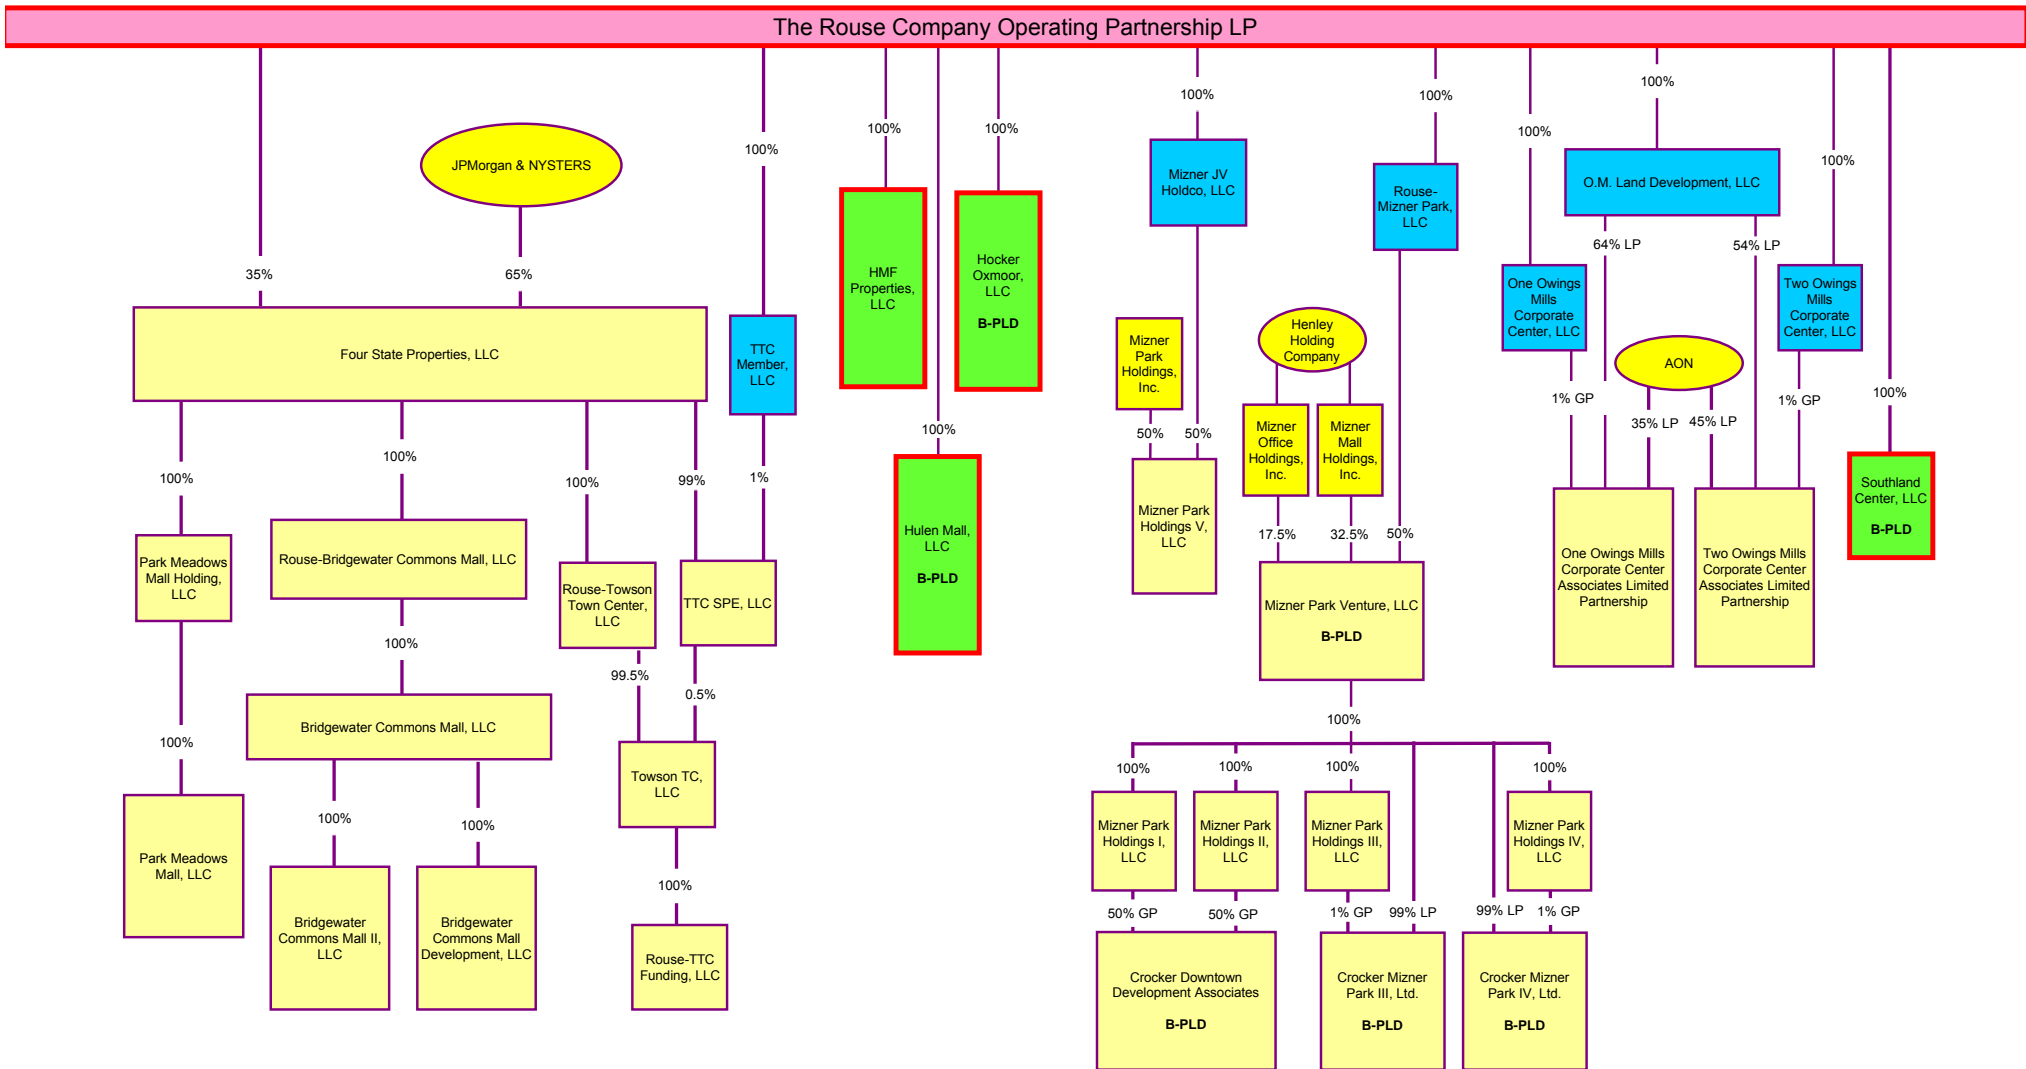 The Rouse Company Operating Partnership LP
35%
JPMorgan & NYSTERS
65%
100%
Four State Properties, LLC
TTC
Member,
LLC
100%
100%
100%
99%
1%
Park Meadows
Mall Holding,
LLC
Rouse-Bridgewater Commons Mall, LLC
Rouse-Towson
Town Center,
LLC
TTC SPE, LLC
100%
100%
99.5%
0.5%
Bridgewater Commons Mall, LLC
Towson TC,
LLC
Park Meadows
Mall, LLC
100%
100%
100%
Bridgewater
Commons Mall II,
LLC
Bridgewater
Commons Mall
Development, LLC
Rouse-TTC
Funding, LLC
100%
HMF
Properties,
LLC
100%
Hulen Mall,
LLC
B-PLD
100%
Hocker
Oxmoor,
LLC
B-PLD
100%
Mizner JV
Holdco, LLC
100%
Rouse-
Mizner Park,
LLC
Mizner
Park
Holdings,
Inc.
50%
50%
Mizner Park
Holdings V,
LLC
Henley
Holding
Company
Mizner
Office
Holdings,
Inc.
Mizner
Mall
Holdings,
Inc.
17.5%
32.5%
50%
Mizner Park Venture, LLC
B-PLD
100%
100%
100%
100%
100%
Mizner Park
Holdings I,
LLC
Mizner Park
Holdings II,
LLC
Mizner Park
Holdings III,
LLC
Mizner Park
Holdings IV,
LLC
50% GP
50% GP
1% GP
99% LP
99% LP
1% GP
Crocker Downtown
Development Associates
B-PLD
Crocker Mizner
Park III, Ltd.
B-PLD
Crocker Mizner
Park IV, Ltd.
B-PLD
100%
100%
100%
O.M. Land Development, LLC
64% LP
54% LP
One Owings
Mills
Corporate
Center, LLC
Two Owings
Mills
Corporate
Center, LLC
AON
1% GP
35% LP
45% LP
1% GP
One Owings Mills
Corporate Center
Associates Limited
Partnership
Two Owings Mills
Corporate Center
Associates Limited
Partnership
100%
Southland
Center, LLC
B-PLD